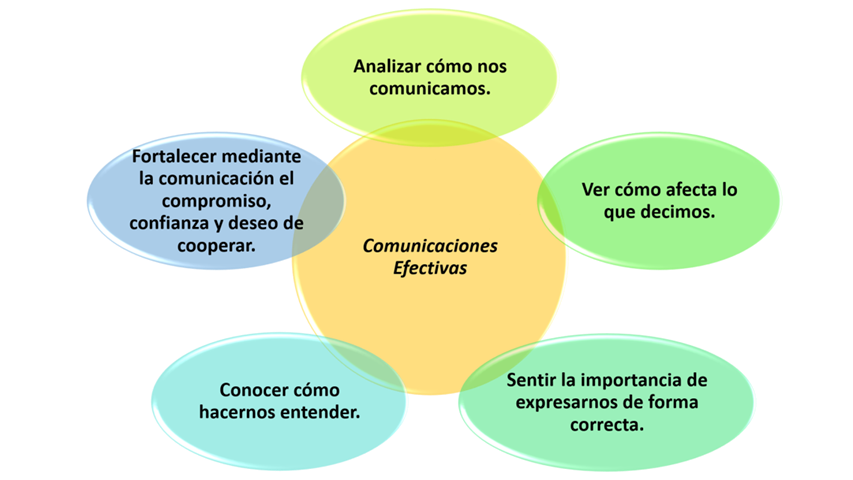 Analizar cómo nos
comunicamos.
Fortalecer mediante
la comunicación el
compromiso,
confianza y deseo de
cooperar.
Ver cómo afecta lo
que decimos.
Comunicaciones
Efectivas
Conocer cómo
hacernos entender.
Sentir la importancia de
expresarnos de forma
correcta.